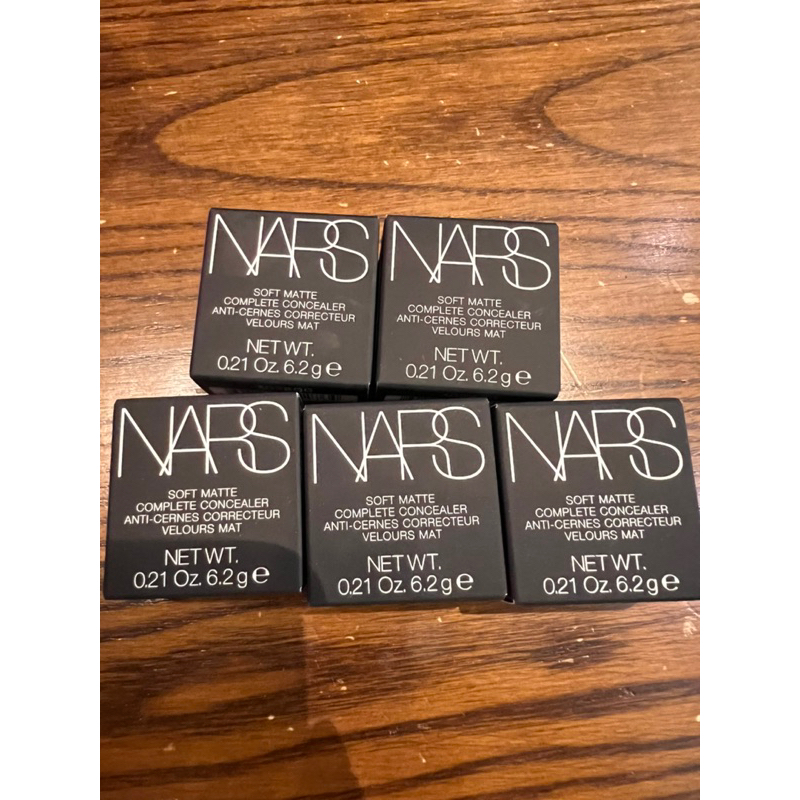 NARS
SOFT MATTE
COMPLETE CONCEALER
ANTI-CERNES CORRECTEUR
VELOURS MAT
NET WT.
0.21 Oz. 6.2 g e
NARS
SOFT MATTE
COMPLETE CONCEALER
ANTI-CERNES CORRECTEUR
VELOURS MAT
NET WT.
0.21 Oz. 6.2 g e
NARS
SOFT MATTE
COMPLETE CONCEALER
ANTI-CERNES CORRECTEUR
VELOURS MAT
NET WT.
0.21 Oz. 6.2 g e
NARS
SOFT MATTE
COMPLETE CONCEALER
ANTI-CERNES CORRECTEUR
VELOURS MAT
NET WT.
0.21 Oz. 6.2 g e
NARS
SOFT MATTE
COMPLETE CONCEALER
ANTI-CERNES CORRECTEUR
VELOURS MAT
NET WT.
0.21 Oz. 6.2 g e